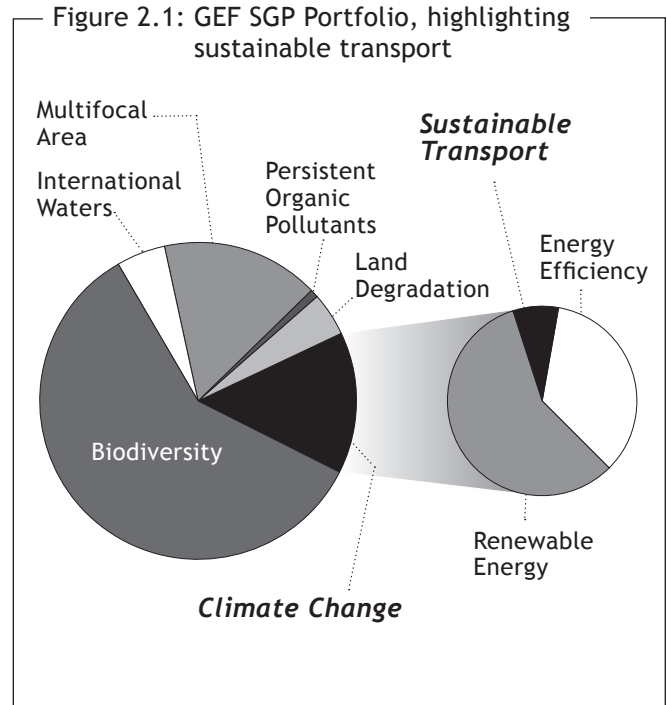 Figure 2.1: GEF SGP Portfolio, highlighting
sustainable transport
Multifocal
Area
International
Waters
Persistent
Organic
Pollutants
Land
Degradation
Biodiversity
Climate Change
Sustainable
Transport
Energy
Efficiency
Renewable
Energy